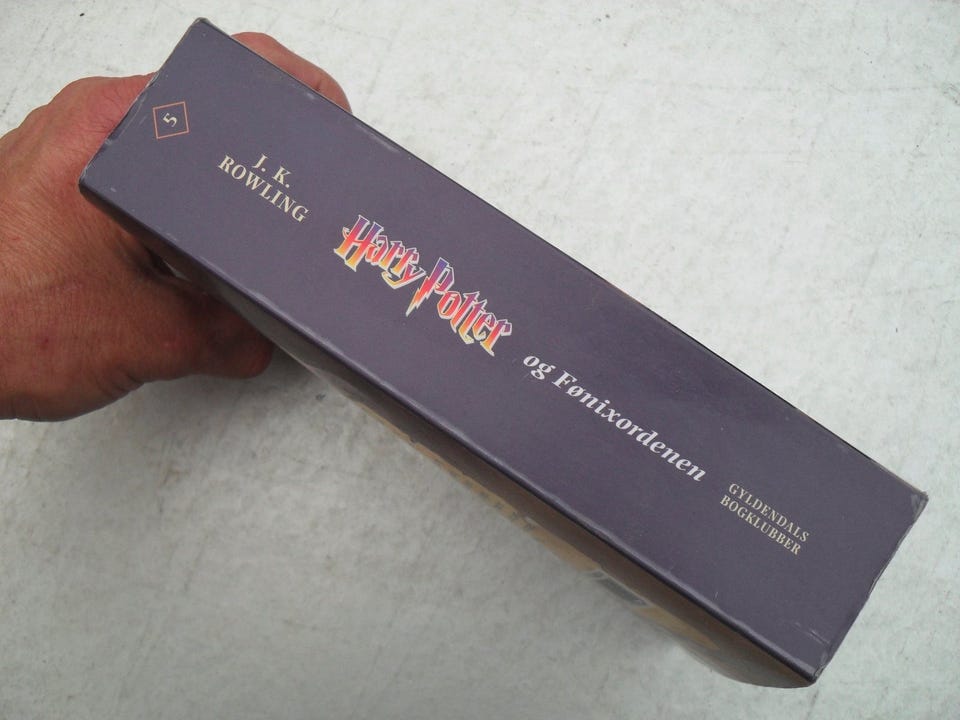 5
J. K.
ROWLING
Harry Potter
og Fønixordenen
GYLDENDALS
BOGKLUBBER